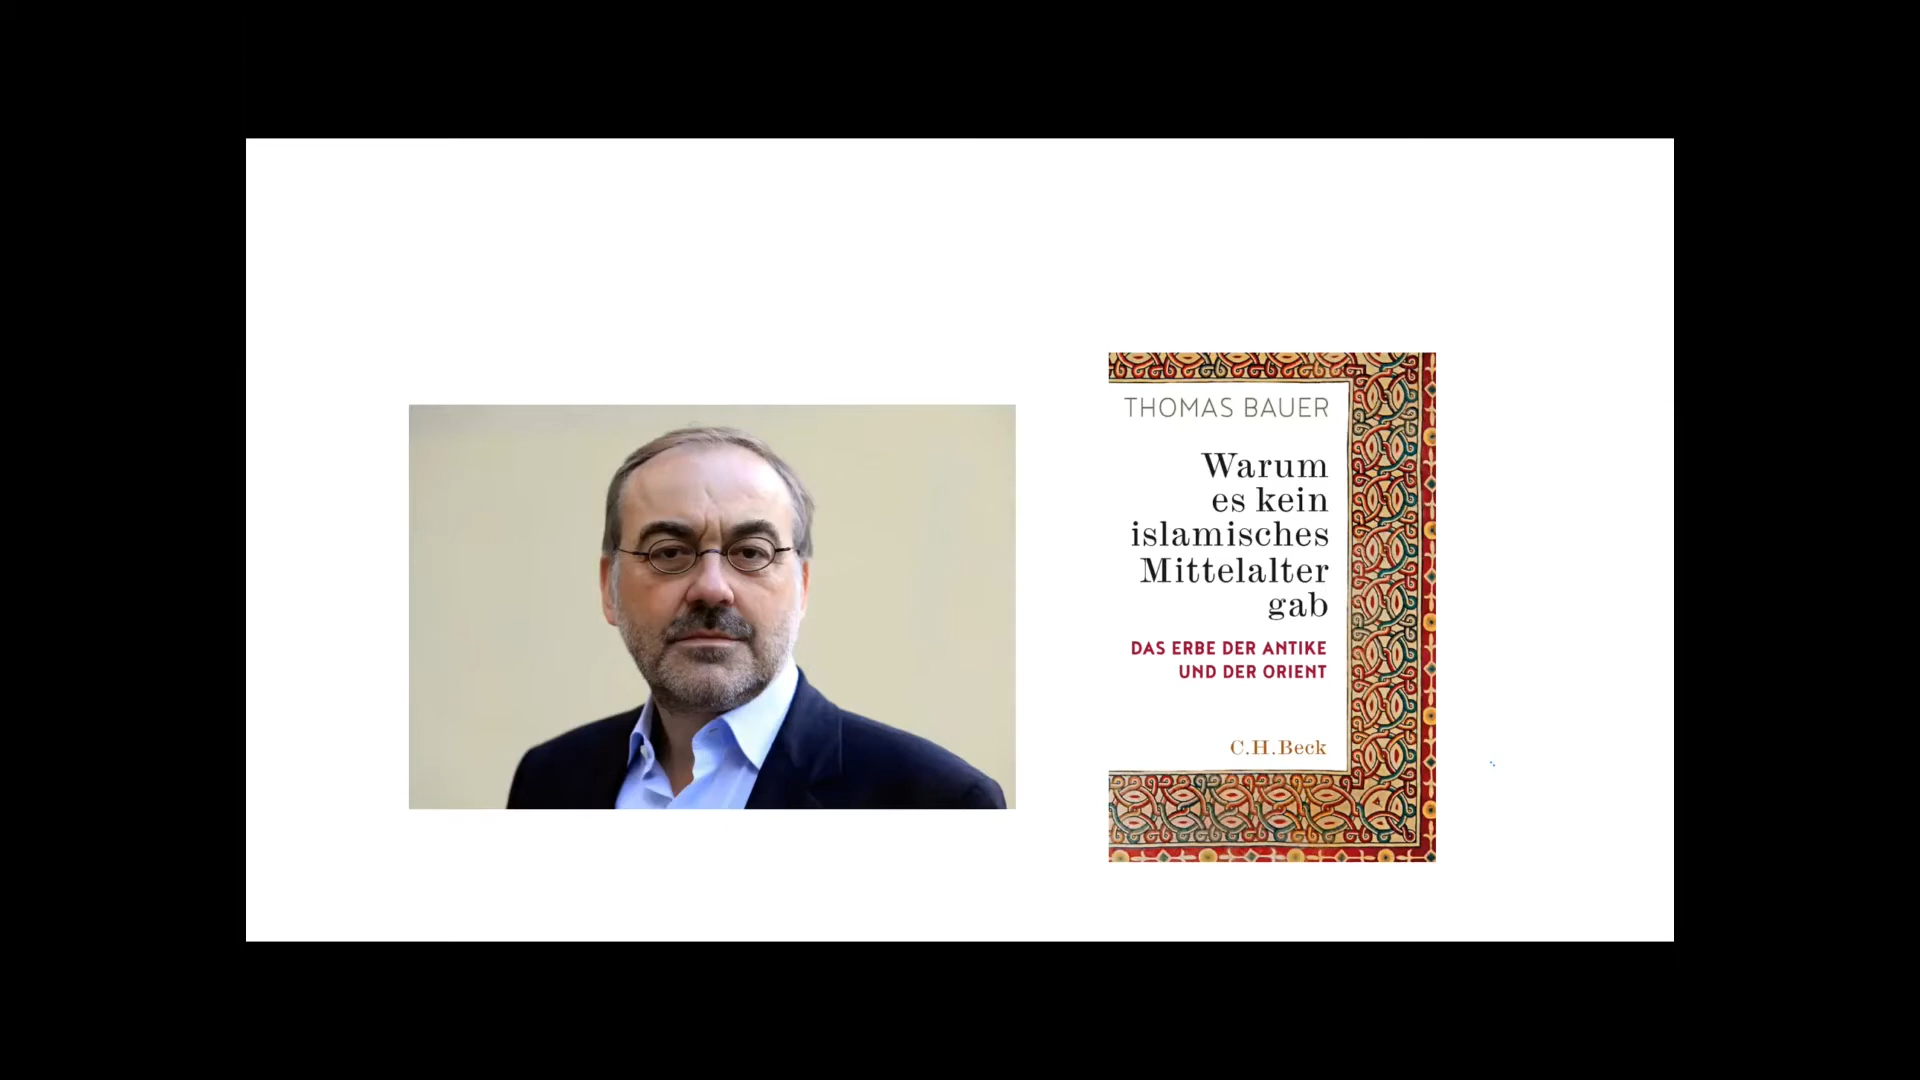 THOMAS BAUER
Warum
es kein
islamisches
Mittelalter
gab
DAS ERBE DER ANTIKE
UND DER ORIENT
C.H.Beck